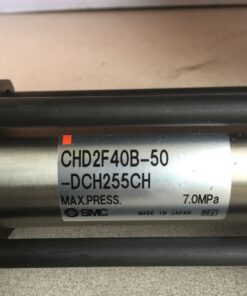 CHD2F40B-50
-DCH255CH
MAX.PRESS. 7.0MPa
SMC MADE IN JAPAN